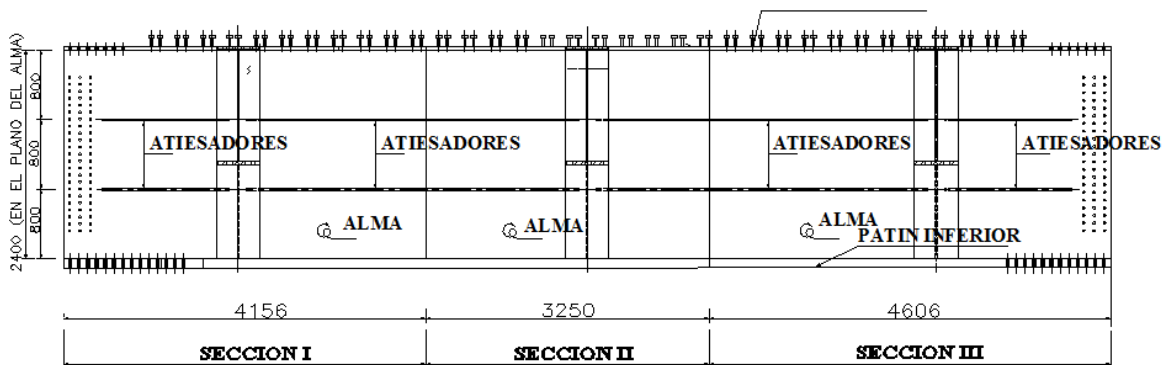 2400 (EN EL PLANO DEL ALMA)
800
800
800
ATIESADORES
ATIESADORES
ATIESADORES
ATIESADORES
ALMA
ALMA
ALMA
PATIN INFERIOR
4156
3250
4606
SECCION I
SECCION II
SECCION III